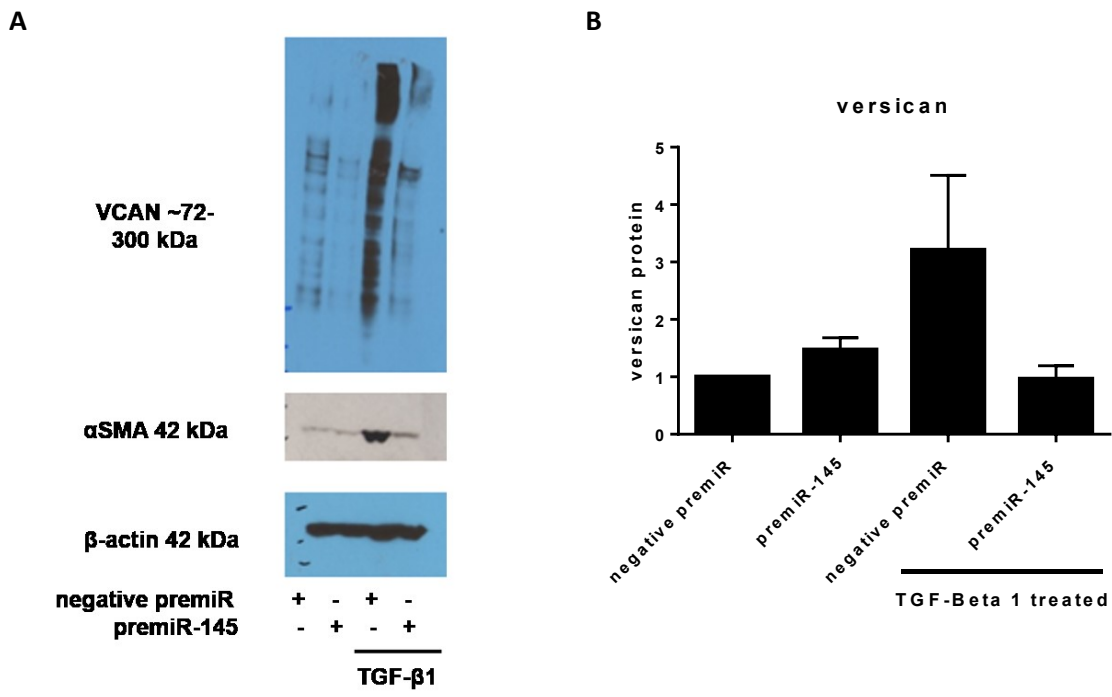 A
VCAN ~72-
300 kDa
αSMA 42 kDa
β-actin 42 kDa
negative premiR + - + -
premiR-145 - + - +
TGF-β1
B
versican
versican protein
5
4
3
2
1
0
negative premiR
premiR-145
negative premiR
premiR-145
TGF-Beta 1 treated